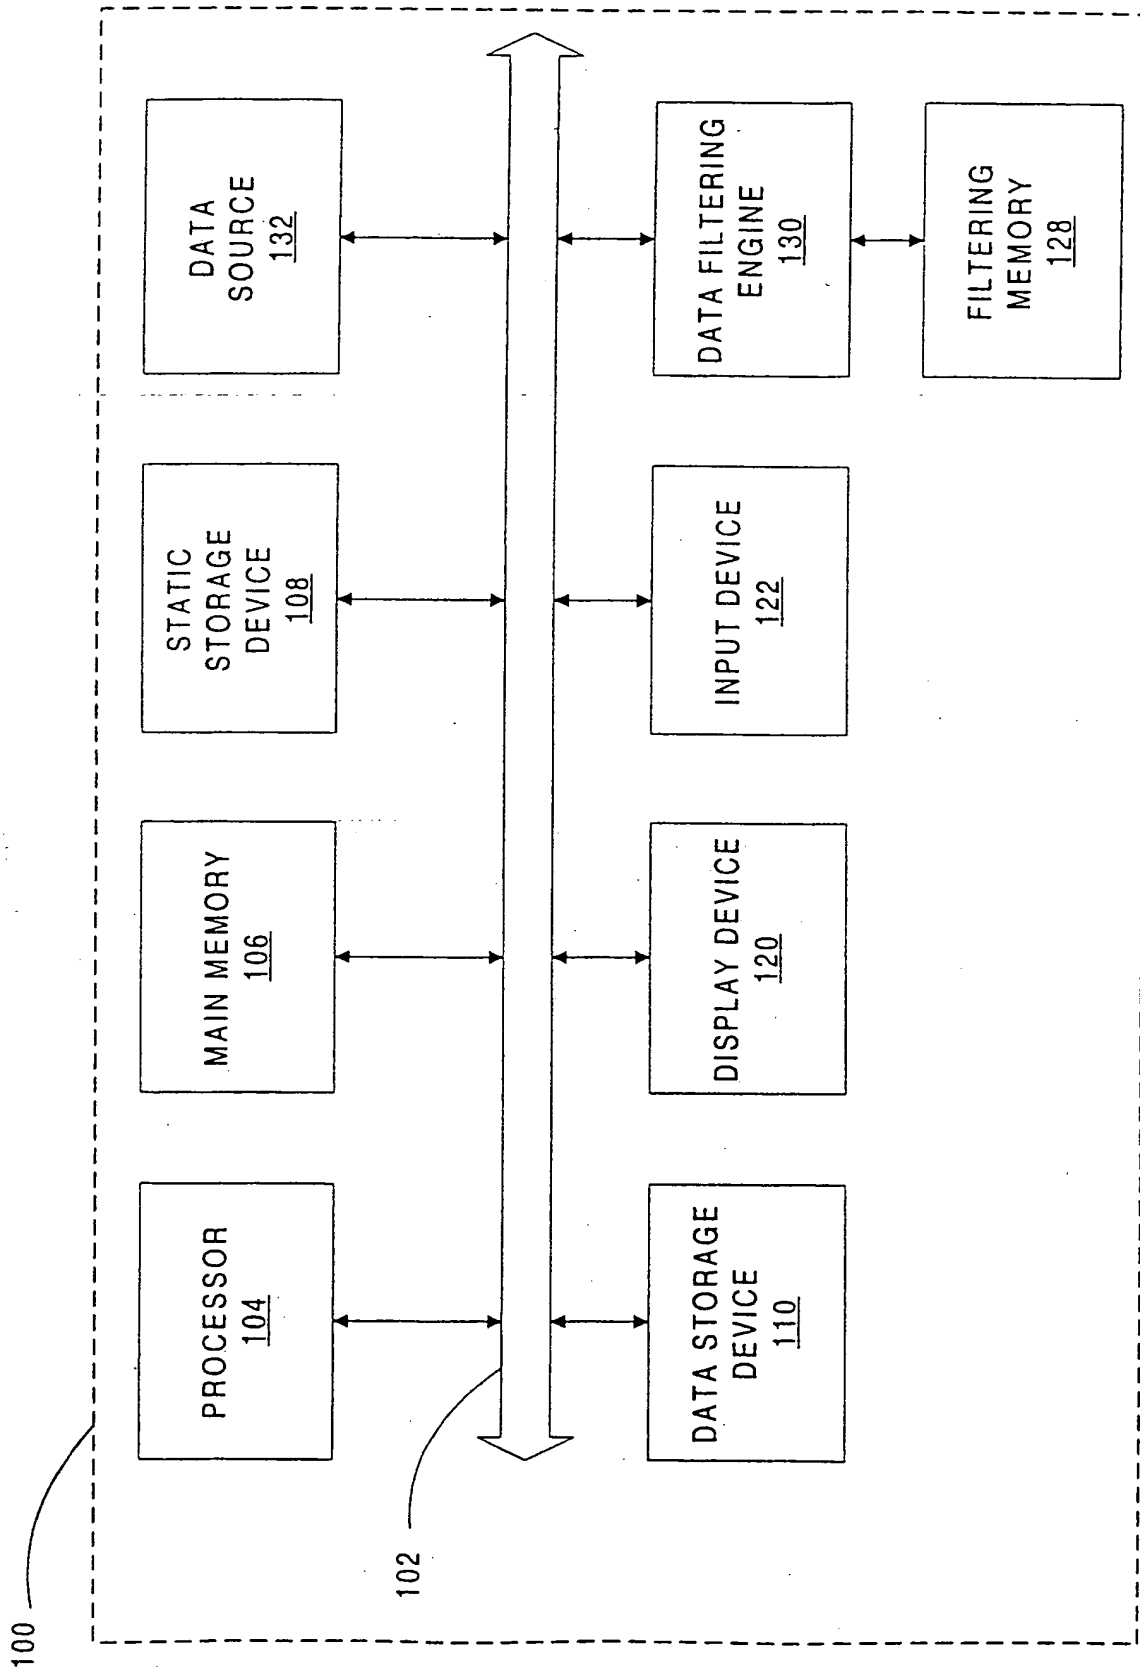 100
102
PROCESSOR
104
MAIN MEMORY
106
STATIC
STORAGE
DEVICE
108
DATA
SOURCE
132
DATA STORAGE
DEVICE
110
DISPLAY DEVICE
120
INPUT DEVICE
122
DATA FILTERING
ENGINE
130
FILTERING
MEMORY
128